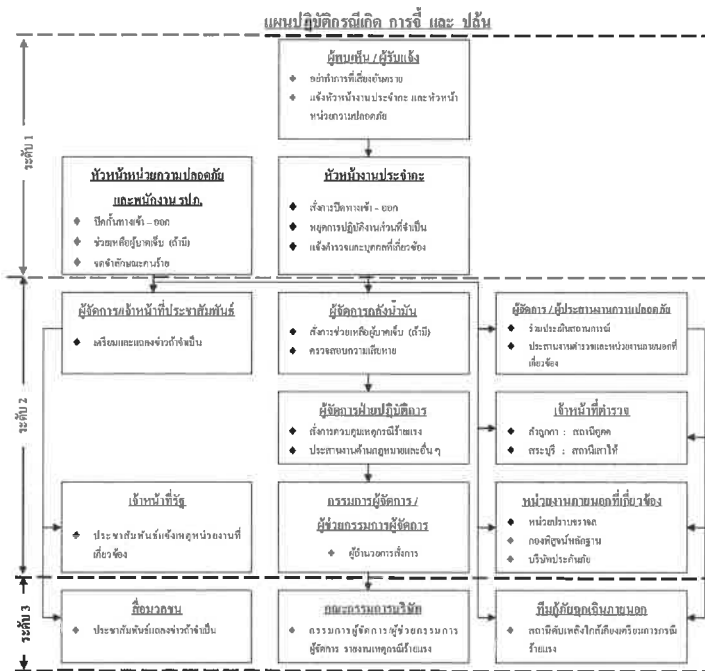 แผนปฏิบัติกรณีเกิด การจี้ และ ปล้น
ระดับ 1
ผู้พบเห็น / ผู้รับแจ้ง
อย่าทำการที่เสี่ยงอันตราย
แจ้งหัวหน้างานประจำกะ และหัวหน้า
หน่วยความปลอดภัย
หัวหน้าหน่วยความปลอดภัย
และพนักงาน รปภ.
ปิดกั้นทางเข้า – ออก
ช่วยเหลือผู้บาดเจ็บ (ถ้ามี)
จดจำลักษณะคนร้าย
หัวหน้างานประจำกะ
สั่งการปิดทางเข้า – ออก
หยุดการปฏิบัติงานส่วนที่จำเป็น
แจ้งตำรวจและบุคคลที่เกี่ยวข้อง
ระดับ 2
ผู้จัดการ/เจ้าหน้าที่ประชาสัมพันธ์
เตรียมและแถลงข่าวถ้าจำเป็น
ผู้จัดการคลังน้ำมัน
สั่งการช่วยเหลือผู้บาดเจ็บ (ถ้ามี)
ตรวจสอบความเสียหาย
ผู้จัดการ / ผู้ประสานงานความปลอดภัย
ร่วมประเมินสถานการณ์
ประสานงานตำรวจและหน่วยงานภายนอกที่
เกี่ยวข้อง
ผู้จัดการฝ่ายปฏิบัติการ
สั่งการควบคุมเหตุกรณีร้ายแรง
ประสานงานด้านกฎหมายและอื่น ๆ
เจ้าหน้าที่ตำรวจ
ลำลูกกา : สถานีคูคต
สระบุรี : สถานีเสาไห้
เจ้าหน้าที่รัฐ
ประชาสัมพันธ์แจ้งเหตุหน่วยงานที่
เกี่ยวข้อง
กรรมการผู้จัดการ /
ผู้ช่วยกรรมการผู้จัดการ
ผู้อำนวยการสั่งการ
หน่วยงานภายนอกที่เกี่ยวข้อง
หน่วยปราบจราจล
กองพิสูจน์หลักฐาน
บริษัทประกันภัย
ระดับ 3
สื่อมวลชน
ประชาสัมพันธ์แถลงข่าวถ้าจำเป็น
คณะกรรมการบริษัท
กรรมการผู้จัดการ/ผู้ช่วยกรรมการ
ผู้จัดการ รายงานเหตุกรณีร้ายแรง
ทีมกู้ภัยฉุกเฉินภายนอก
สถานีดับเพลิงใกล้เคียงเตรียมการกรณี
ร้ายแรง